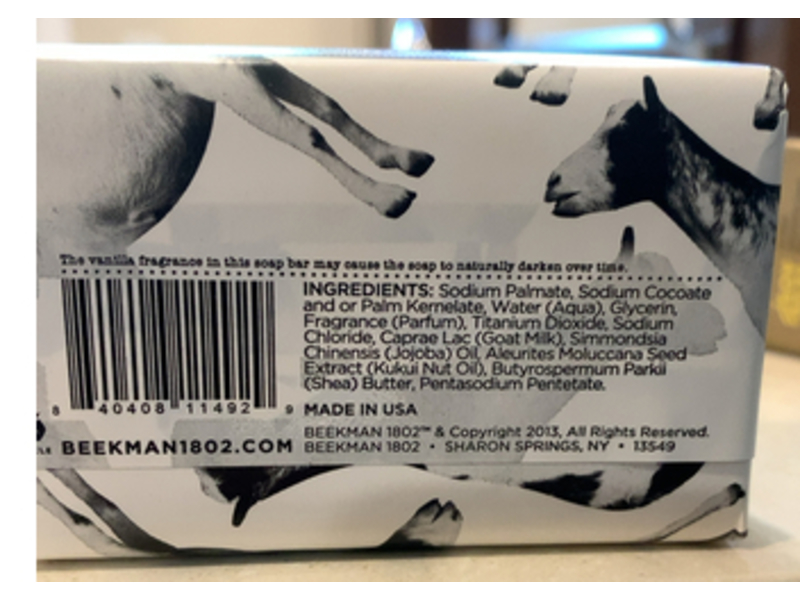 The vanilla fragrance in this soap bar may cause the soap to naturally darken over time.
INGREDIENTS: Sodium Palmate, Sodium Cocoate
and or Palm Kernelate, Water (Aqua), Glycerin,
Fragrance (Parfum), Titanium Dioxide, Sodium
Chloride, Caprae Lac (Goat Milk), Simmondsia
Chinensis (Jojoba) Oil, Aleurites Moluccana Seed
Extract (Kukui Nut Oil), Butyrospermum Parkii
(Shea) Butter, Pentasodium Pentetate.
8 40408 11492 9
MADE IN USA
BEEKMAN 1802™ & Copyright 2013, All Rights Reserved.
BEEKMAN 1802 • SHARON SPRINGS, NY • 13549
BEEKMAN1802.COM